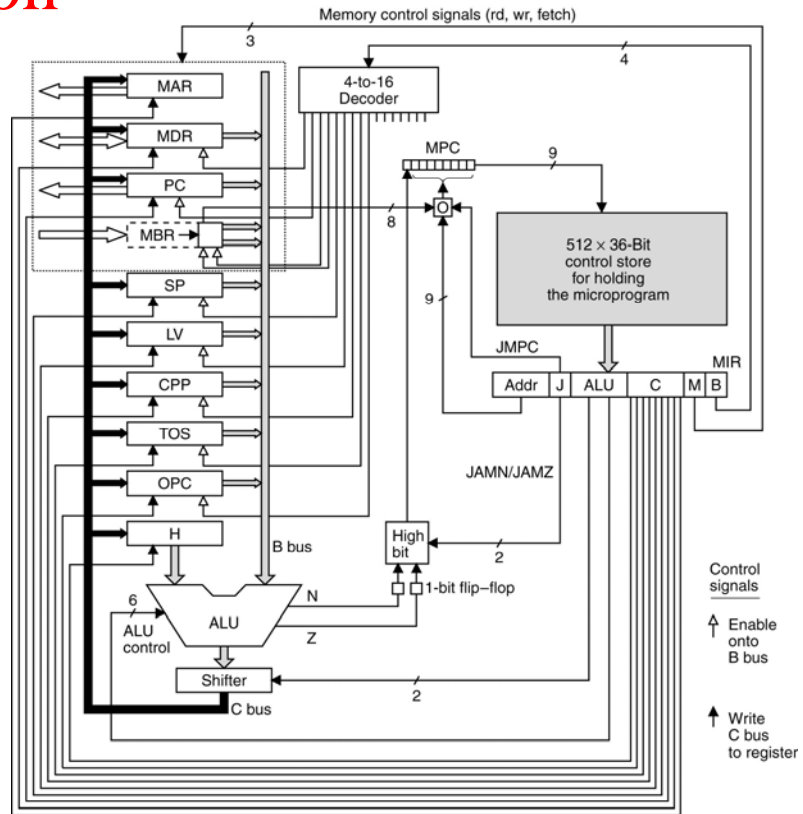 Memory control signals (rd, wr, fetch)
3
4
MAR
MDR
PC
MBR
SP
LV
CPP
TOS
OPC
H
4-to-16
Decoder
MPC
9
8
O
9
512 × 36-Bit
control store
for holding
the microprogram
JMPC
MIR
Addr
J
ALU
C
M
B
JAMN/JAMZ
B bus
High
bit
2
1-bit flip–flop
N
Z
6
ALU
control
ALU
Shifter
2
C bus
Control
signals
Enable
onto
B bus
Write
C bus
to register